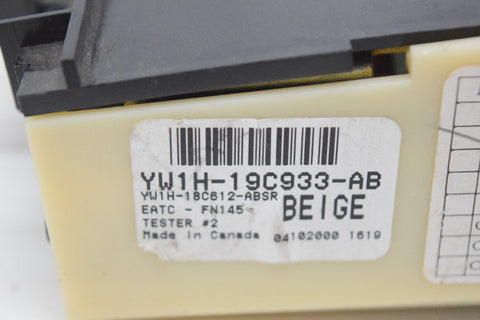 YW1H-19C933-AB
YW1H-18C612-ABSR
EATC - FN145 BEIGE
TESTER #2
Made In Canada 04102000 1619